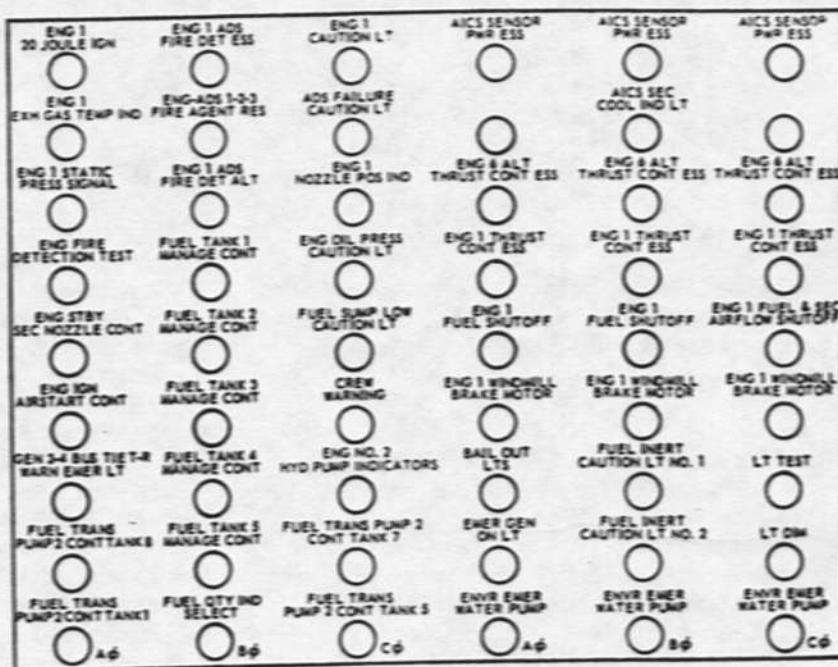 ENG 1
20 JOULE IGN
ENG 1 ADS
FIRE DET ESS
ENG 1
CAUTION LT
AICS SENSOR
PWR ESS
AICS SENSOR
PWR ESS
AICS SENSOR
PWR ESS
ENG 1
EXH GAS TEMP IND
ENG-ADS 1-2-3
FIRE AGENT RES
ADS FAILURE
CAUTION LT
AICS SEC
COOL IND LT
ENG 1 STATIC
PRESS SIGNAL
ENG 1 ADS
FIRE DET ALT
ENG 1
NOZZLE POS IND
ENG 6 ALT
THRUST CONT ESS
ENG 6 ALT
THRUST CONT ESS
ENG 6 ALT
THRUST CONT ESS
ENG FIRE
DETECTION TEST
FUEL TANK 1
MANAGE CONT
ENG OIL PRESS
CAUTION LT
ENG 1 THRUST
CONT ESS
ENG 1 THRUST
CONT ESS
ENG 1 THRUST
CONT ESS
ENG STBY
SEC NOZZLE CONT
FUEL TANK 2
MANAGE CONT
FUEL SUMP LOW
CAUTION LT
ENG 1
FUEL SHUTOFF
ENG 1
FUEL SHUTOFF
ENG 1 FUEL & SEC
AIRFLOW SHUTOFF
ENG IGN
AIRSTART CONT
FUEL TANK 3
MANAGE CONT
CREW
WARNING
ENG 1 WINDMILL
BRAKE MOTOR
ENG 1 WINDMILL
BRAKE MOTOR
ENG 1 WINDMILL
BRAKE MOTOR
GEN 3-4 BUS TIE T-R
WARN EMER LT
FUEL TANK 4
MANAGE CONT
ENG NO. 2
HYD PUMP INDICATORS
BAIL OUT
LTS
FUEL INERT
CAUTION LT NO. 1
LT TEST
FUEL TRANS
PUMP 2 CONT TANK 8
FUEL TANK 5
MANAGE CONT
FUEL TRANS PUMP 2
CONT TANK 7
EMER GEN
ON LT
FUEL INERT
CAUTION LT NO. 2
LT DIM
FUEL TRANS
PUMP 2 CONT TANK 1
FUEL QTY IND
SELECT
FUEL TRANS
PUMP 2 CONT TANK 5
ENVR EMER
WATER PUMP
ENVR EMER
WATER PUMP
ENVR EMER
WATER PUMP
Aφ
Bφ
Cφ
Aφ
Bφ
Cφ